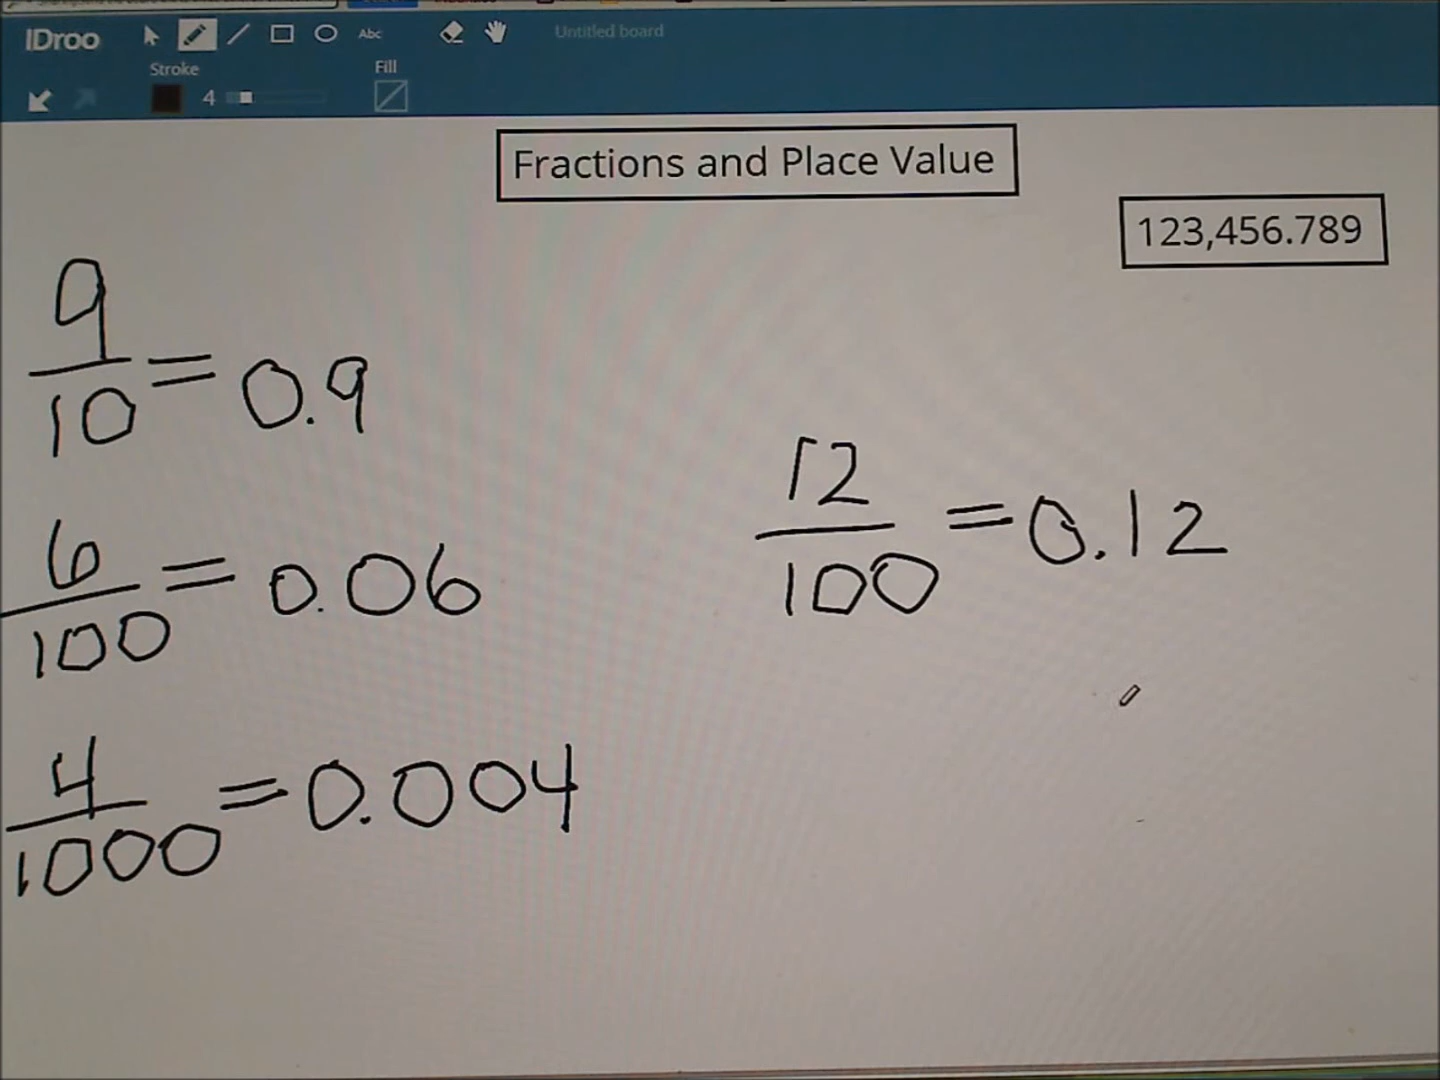 IDroo
Abc
Untitled board
Stroke
Fill
4
Fractions and Place Value
123,456.789
9/10 = 0.9
6/100 = 0.06
4/1000 = 0.004
12/100 = 0.12